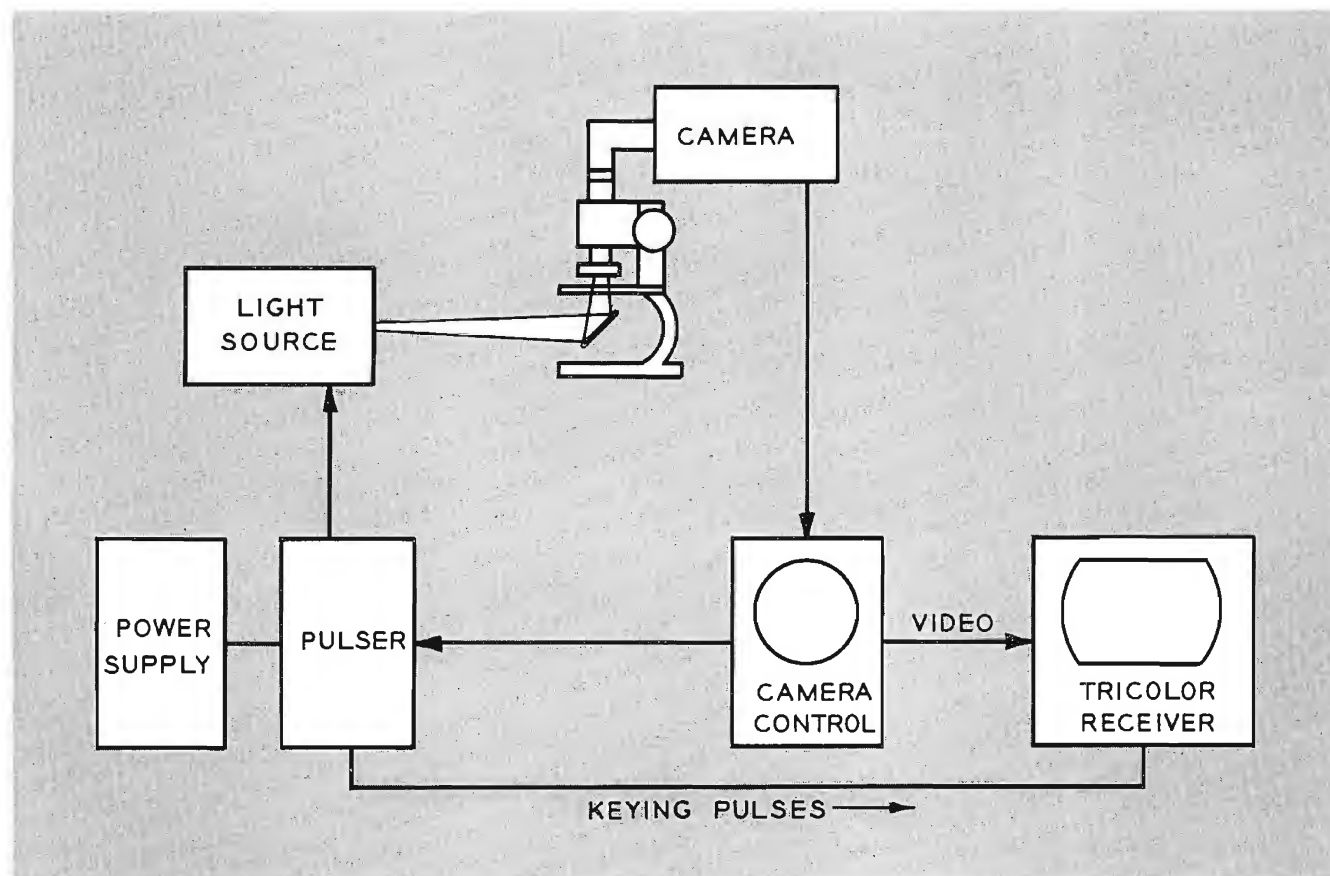 CAMERA
LIGHT
SOURCE
POWER
SUPPLY
PULSER
CAMERA
CONTROL
VIDEO
TRICOLOR
RECEIVER
KEYING PULSES